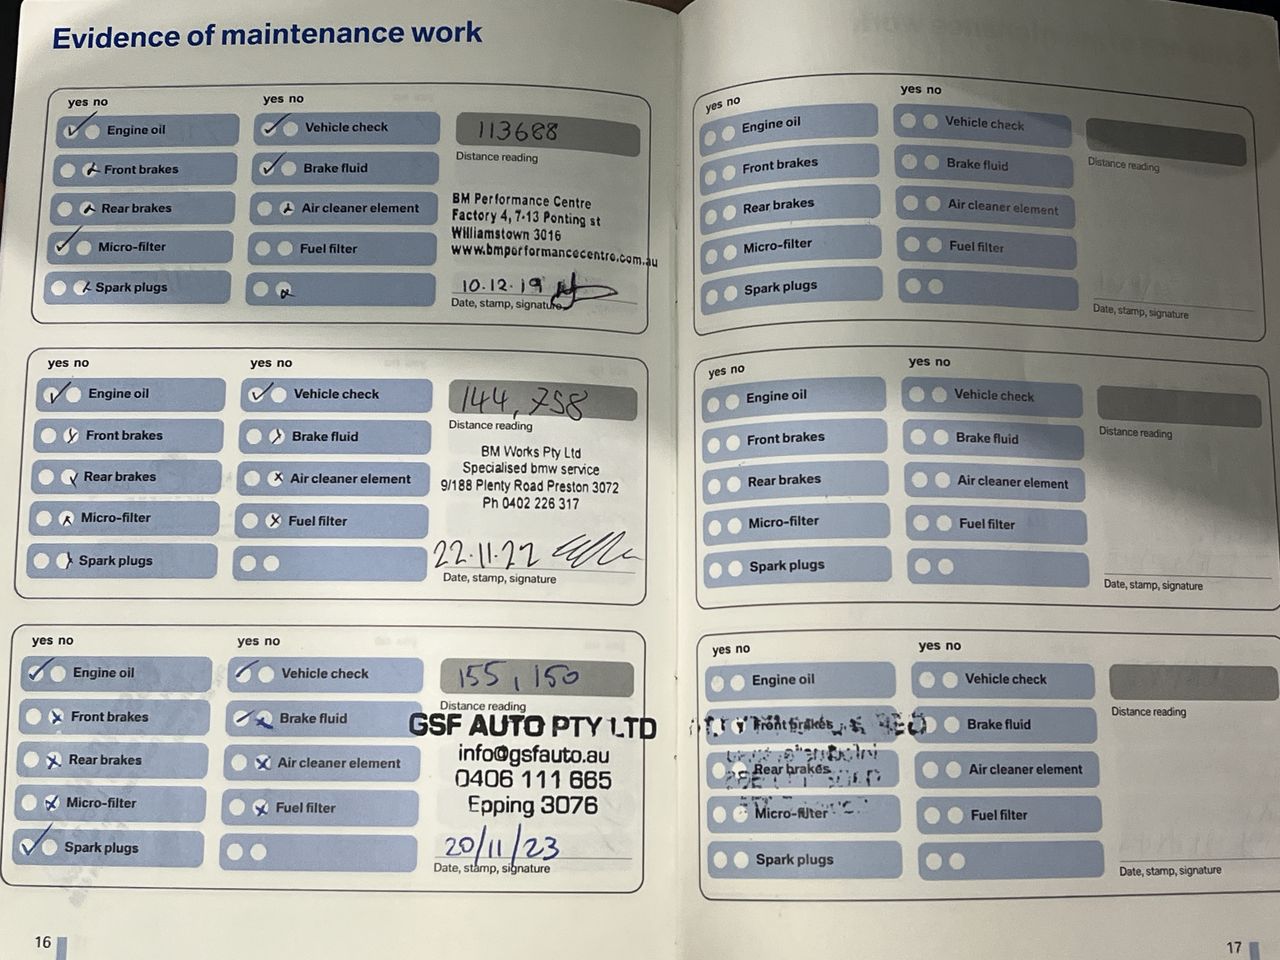 Evidence of maintenance work
yes no
yes no
Engine oil
Vehicle check
113688
Distance reading
Front brakes
Brake fluid
Rear brakes
Air cleaner element
Micro-filter
Fuel filter
Spark plugs
BM Performance Centre
Factory 4, 7-13 Ponting st
Williamstown 3016
www.bmperformancecentre.com.au
10.12.19
Date, stamp, signature
yes no
yes no
Engine oil
Vehicle check
144,758
Distance reading
Front brakes
Brake fluid
Rear brakes
Air cleaner element
Micro-filter
Fuel filter
Spark plugs
BM Works Pty Ltd
Specialised bmw service
9/188 Plenty Road Preston 3072
Ph 0402 226 317
22.11.22
Date, stamp, signature
yes no
yes no
Engine oil
Vehicle check
155,150
Distance reading
Front brakes
Brake fluid
Rear brakes
Air cleaner element
Micro-filter
Fuel filter
Spark plugs
GSF AUTO PTY LTD
info@gsfauto.au
0406 111 665
Epping 3076
20/11/23
Date, stamp, signature
16
yes no
yes no
Engine oil
Vehicle check
Distance reading
Front brakes
Brake fluid
Rear brakes
Air cleaner element
Micro-filter
Fuel filter
Spark plugs
Date, stamp, signature
yes no
yes no
Engine oil
Vehicle check
Distance reading
Front brakes
Brake fluid
Rear brakes
Air cleaner element
Micro-filter
Fuel filter
Spark plugs
Date, stamp, signature
yes no
yes no
Engine oil
Vehicle check
Distance reading
Front brakes
Brake fluid
Rear brakes
Air cleaner element
Micro-filter
Fuel filter
Spark plugs
Date, stamp, signature
17